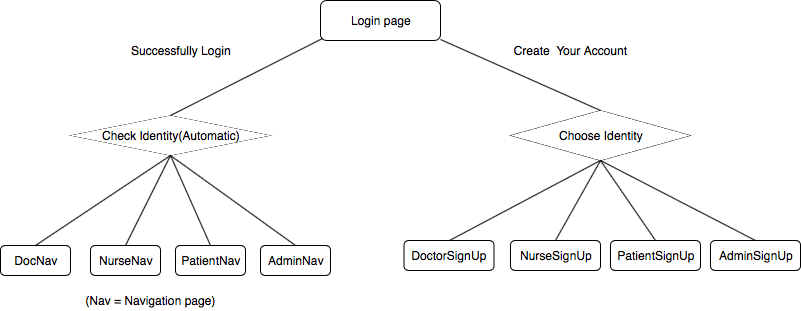 Login page
Successfully Login
Create Your Account
Check Identity(Automatic)
Choose Identity
DocNav
NurseNav
PatientNav
AdminNav
DoctorSignUp
NurseSignUp
PatientSignUp
AdminSignUp
(Nav = Navigation page)